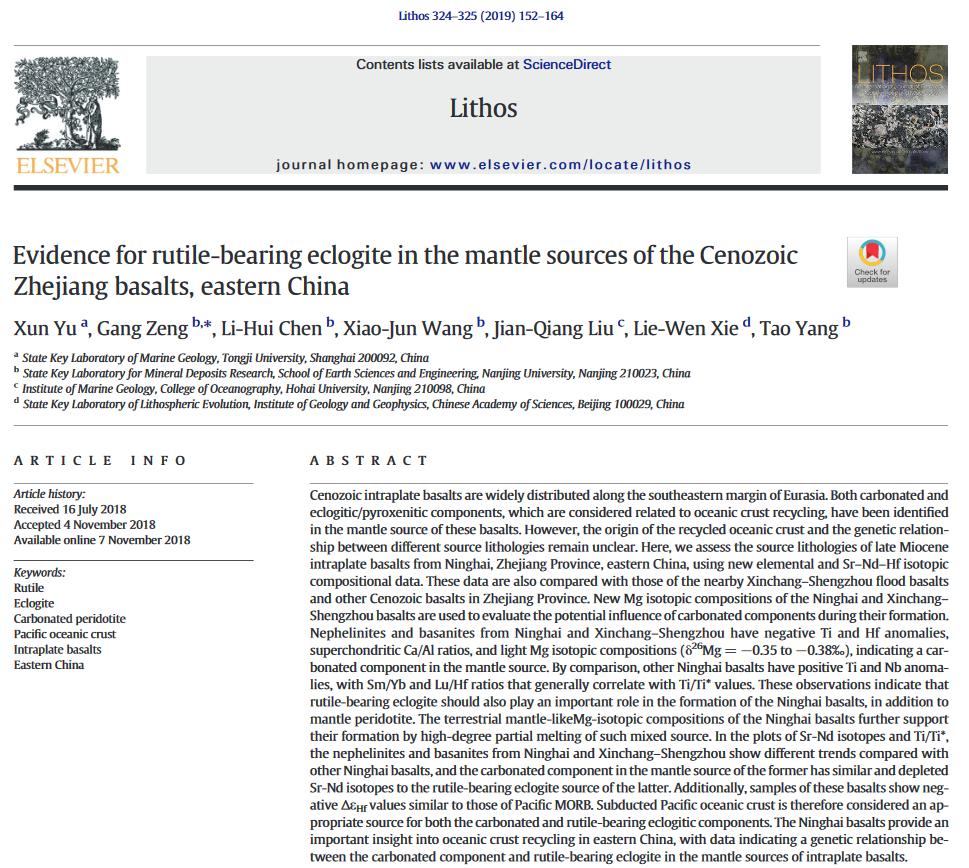 Lithos 324–325 (2019) 152–164
Contents lists available at ScienceDirect
Lithos
journal homepage: www.elsevier.com/locate/lithos
ELSEVIER
LITHOS
Evidence for rutile-bearing eclogite in the mantle sources of the Cenozoic
Zhejiang basalts, eastern China
Check for
updates
Xun Yu a, Gang Zeng b,*, Li-Hui Chen b, Xiao-Jun Wang b, Jian-Qiang Liu c, Lie-Wen Xie d, Tao Yang b
a State Key Laboratory of Marine Geology, Tongji University, Shanghai 200092, China
b State Key Laboratory for Mineral Deposits Research, School of Earth Sciences and Engineering, Nanjing University, Nanjing 210023, China
c Institute of Marine Geology, College of Oceanography, Hohai University, Nanjing 210098, China
d State Key Laboratory of Lithospheric Evolution, Institute of Geology and Geophysics, Chinese Academy of Sciences, Beijing 100029, China
ARTICLE INFO
Article history:
Received 16 July 2018
Accepted 4 November 2018
Available online 7 November 2018
Keywords:
Rutile
Eclogite
Carbonated peridotite
Pacific oceanic crust
Intraplate basalts
Eastern China
ABSTRACT
Cenozoic intraplate basalts are widely distributed along the southeastern margin of Eurasia. Both carbonated and
eclogitic/pyroxenitic components, which are considered related to oceanic crust recycling, have been identified
in the mantle source of these basalts. However, the origin of the recycled oceanic crust and the genetic relation-
ship between different source lithologies remain unclear. Here, we assess the source lithologies of late Miocene
intraplate basalts from Ninghai, Zhejiang Province, eastern China, using new elemental and Sr–Nd–Hf isotopic
compositional data. These data are also compared with those of the nearby Xinchang–Shengzhou flood basalts
and other Cenozoic basalts in Zhejiang Province. New Mg isotopic compositions of the Ninghai and Xinchang–
Shengzhou basalts are used to evaluate the potential influence of carbonated components during their formation.
Nephelinites and basanites from Ninghai and Xinchang–Shengzhou have negative Ti and Hf anomalies,
superchondritic Ca/Al ratios, and light Mg isotopic compositions (δ26Mg = −0.35 to −0.38‰), indicating a car-
bonated component in the mantle source. By comparison, other Ninghai basalts have positive Ti and Nb anoma-
lies, with Sm/Yb and Lu/Hf ratios that generally correlate with Ti/Ti* values. These observations indicate that
rutile-bearing eclogite should also play an important role in the formation of the Ninghai basalts, in addition to
mantle peridotite. The terrestrial mantle-likeMg-isotopic compositions of the Ninghai basalts further support
their formation by high-degree partial melting of such mixed source. In the plots of Sr-Nd isotopes and Ti/Ti*,
the nephelinites and basanites from Ninghai and Xinchang–Shengzhou show different trends compared with
other Ninghai basalts, and the carbonated component in the mantle source of the former has similar and depleted
Sr-Nd isotopes to the rutile-bearing eclogite source of the latter. Additionally, samples of these basalts show neg-
ative ΔεHf values similar to those of Pacific MORB. Subducted Pacific oceanic crust is therefore considered an ap-
propriate source for both the carbonated and rutile-bearing eclogitic components. The Ninghai basalts provide an
important insight into oceanic crust recycling in eastern China, with data indicating a genetic relationship be-
tween the carbonated component and rutile-bearing eclogite in the mantle sources of intraplate basalts.